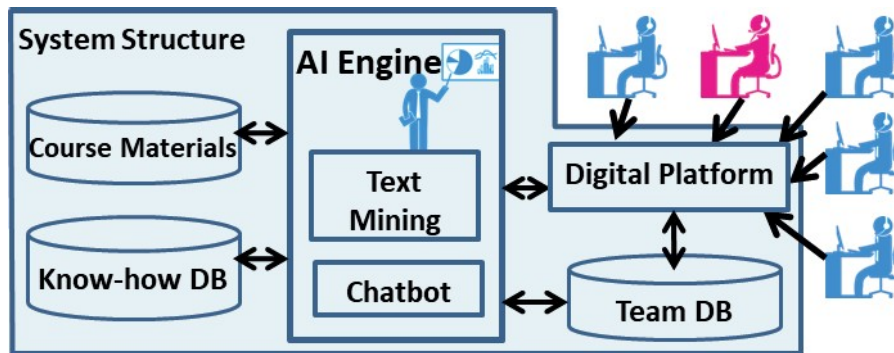 System Structure
AI Engine
Course Materials
Text
Mining
Digital Platform
Know-how DB
Chatbot
Team DB